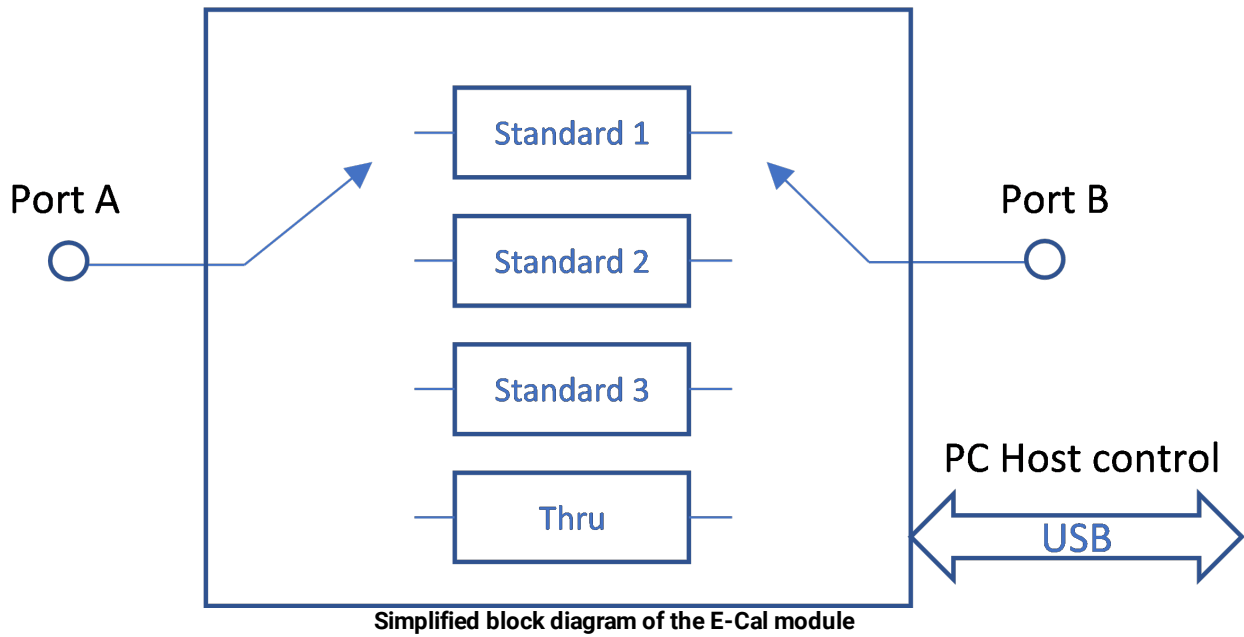 Standard 1
Port A
Port B
Standard 2
Standard 3
PC Host control
Thru
USB
Simplified block diagram of the E-Cal module